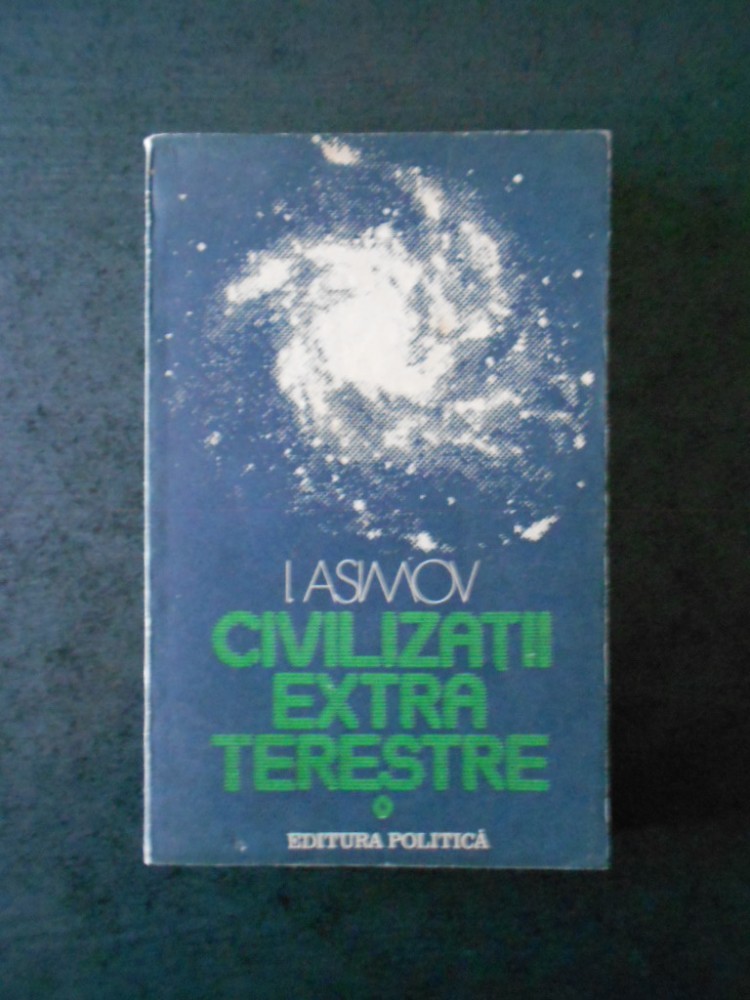 I. ASIMOV
CIVILIZAȚII
EXTRA
TERESTRE
EDITURA POLITICĂ